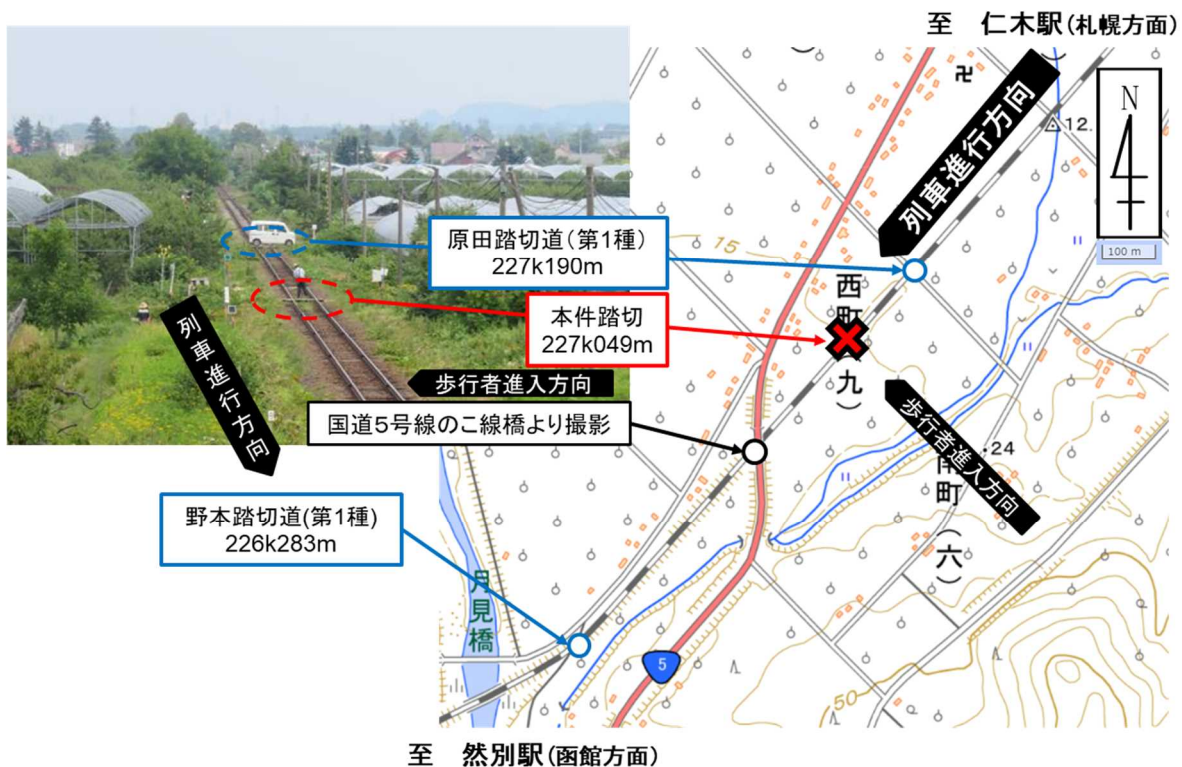 至 仁木駅(札幌方面)
列車進行方向
N
12.
100 m
15
原田踏切道(第1種)
227k190m
西町(九)
本件踏切
227k049m
列車進行方向
歩行者進入方向
国道5号線のこ線橋より撮影
歩行者進入方向
・24
南町(六)
野本踏切道(第1種)
226k283m
月見橋
5
50
至 然別駅(函館方面)